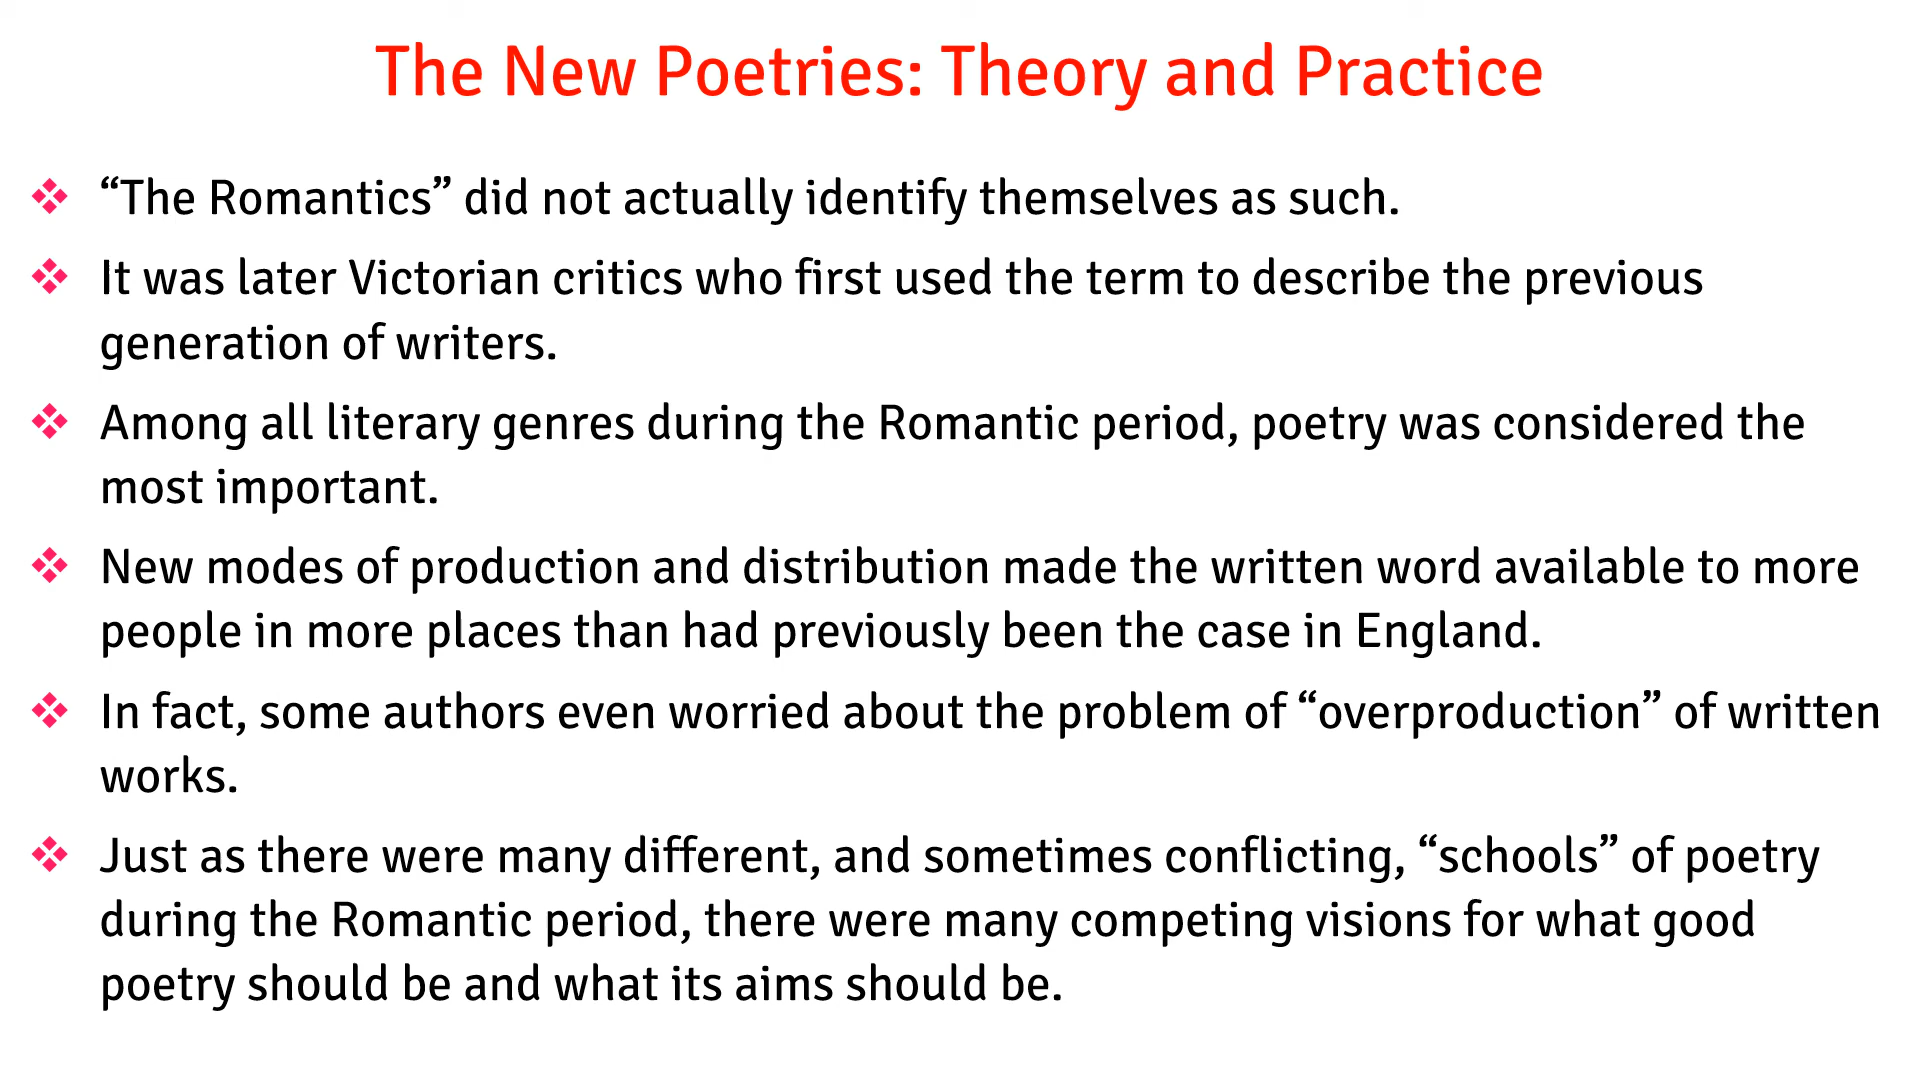 The New Poetries: Theory and Practice
❖ “The Romantics” did not actually identify themselves as such.
❖ It was later Victorian critics who first used the term to describe the previous
generation of writers.
❖ Among all literary genres during the Romantic period, poetry was considered the
most important.
❖ New modes of production and distribution made the written word available to more
people in more places than had previously been the case in England.
❖ In fact, some authors even worried about the problem of “overproduction” of written
works.
❖ Just as there were many different, and sometimes conflicting, “schools” of poetry
during the Romantic period, there were many competing visions for what good
poetry should be and what its aims should be.